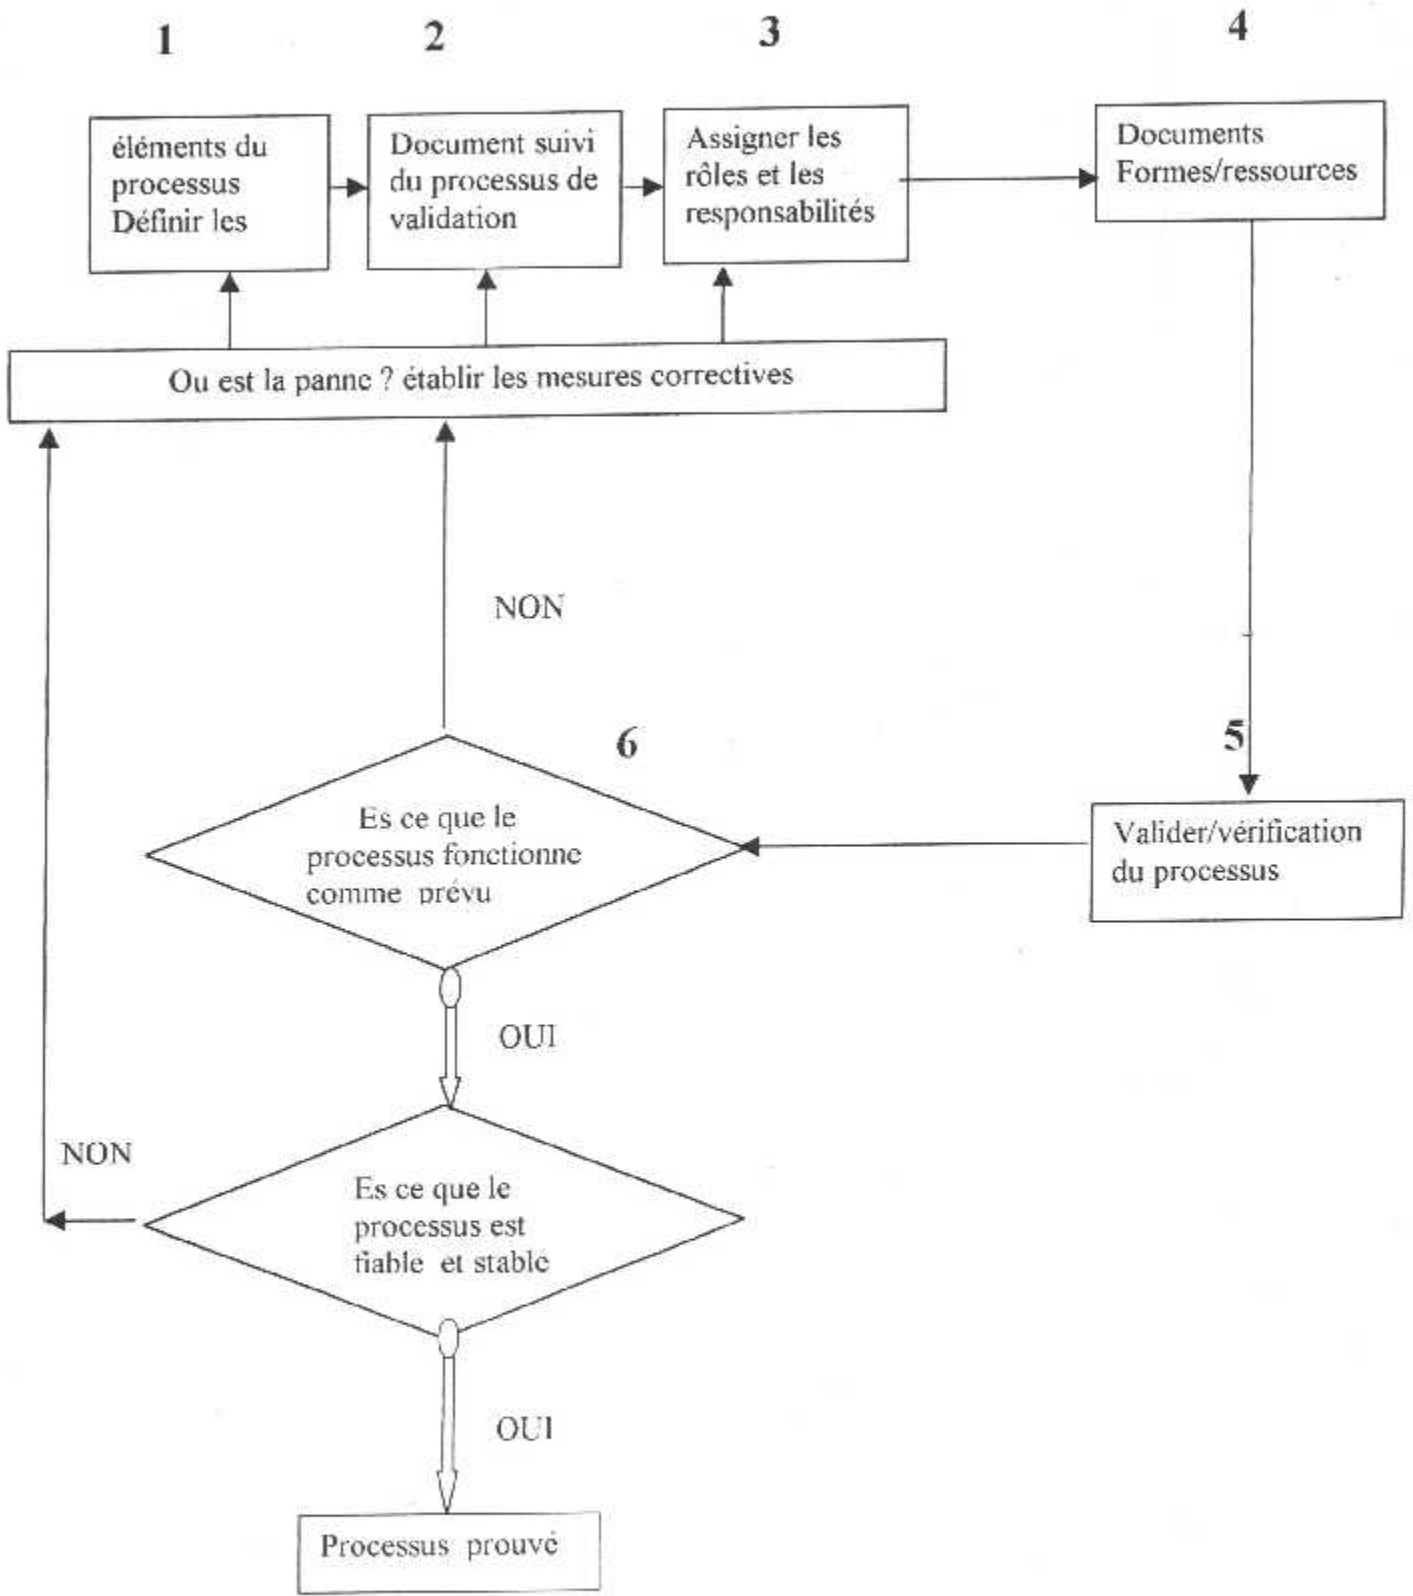 1
2
3
4
éléments du
processus
Définir les
Document suivi
du processus de
validation
Assigner les
rôles et les
responsabilités
Documents
Formes/ressources
Ou est la panne ? établir les mesures correctives
NON
6
5
Es ce que le
processus fonctionne
comme prévu
Valider/vérification
du processus
OUI
NON
Es ce que le
processus est
fiable et stable
OUI
Processus prouvé